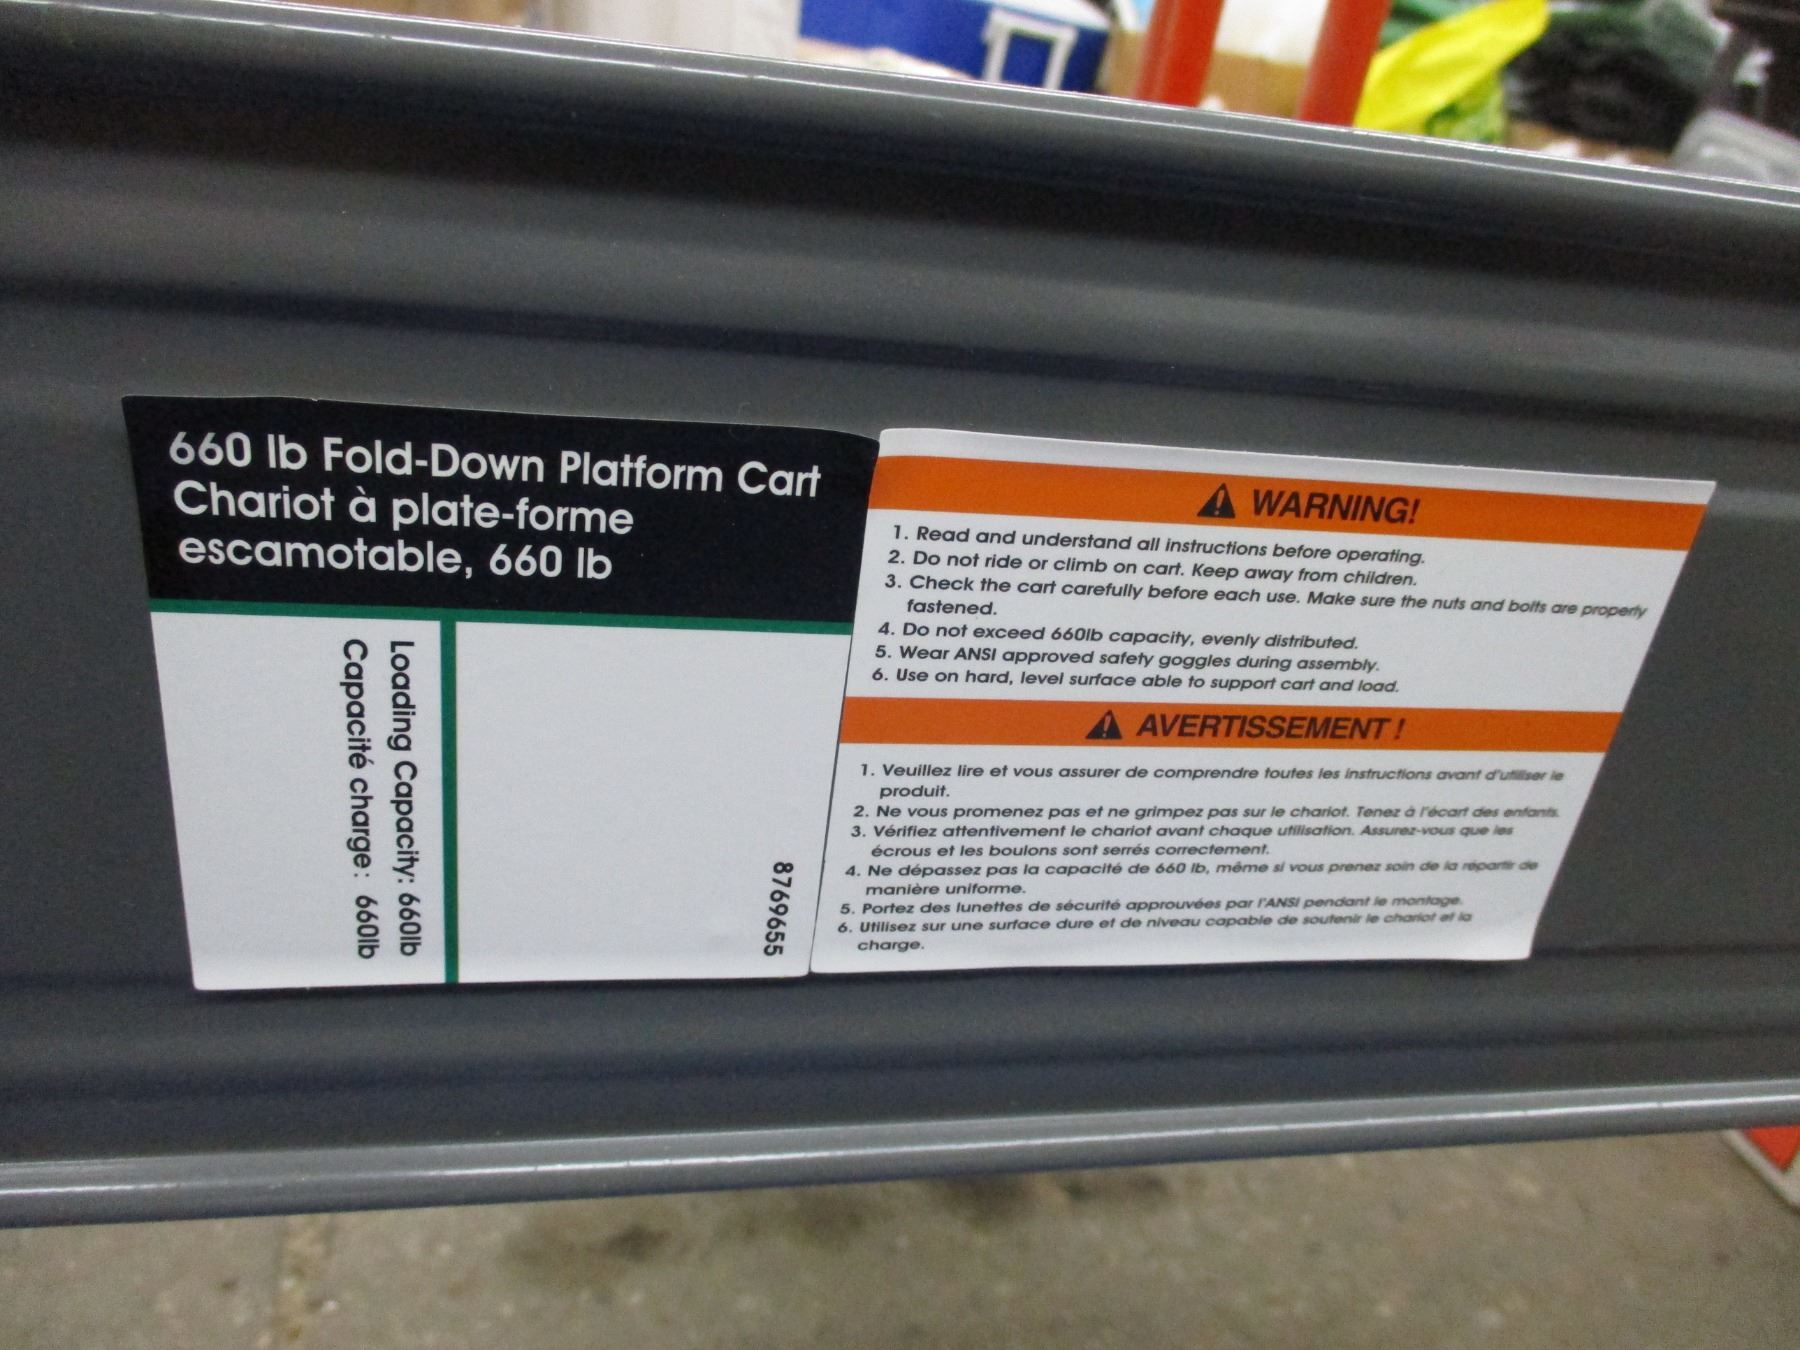 660 lb Fold-Down Platform Cart
Chariot à plate-forme
escamotable, 660 lb
Loading Capacity: 660lb
Capacité charge: 660lb
8769655
WARNING!
1. Read and understand all instructions before operating.
2. Do not ride or climb on cart. Keep away from children.
3. Check the cart carefully before each use. Make sure the nuts and bolts are properly
fastened.
4. Do not exceed 660lb capacity, evenly distributed.
5. Wear ANSI approved safety goggles during assembly.
6. Use on hard, level surface able to support cart and load.
AVERTISSEMENT !
1. Veuillez lire et vous assurer de comprendre toutes les instructions avant d'utiliser le
produit.
2. Ne vous promenez pas et ne grimpez pas sur le chariot. Tenez à l'écart des enfants.
3. Vérifiez attentivement le chariot avant chaque utilisation. Assurez-vous que les
écrous et les boulons sont serrés correctement.
4. Ne dépassez pas la capacité de 660 lb, même si vous prenez soin de la répartir de
manière uniforme.
5. Portez des lunettes de sécurité approuvées par l'ANSI pendant le montage.
6. Utilisez sur une surface dure et de niveau capable de soutenir le chariot et la
charge.